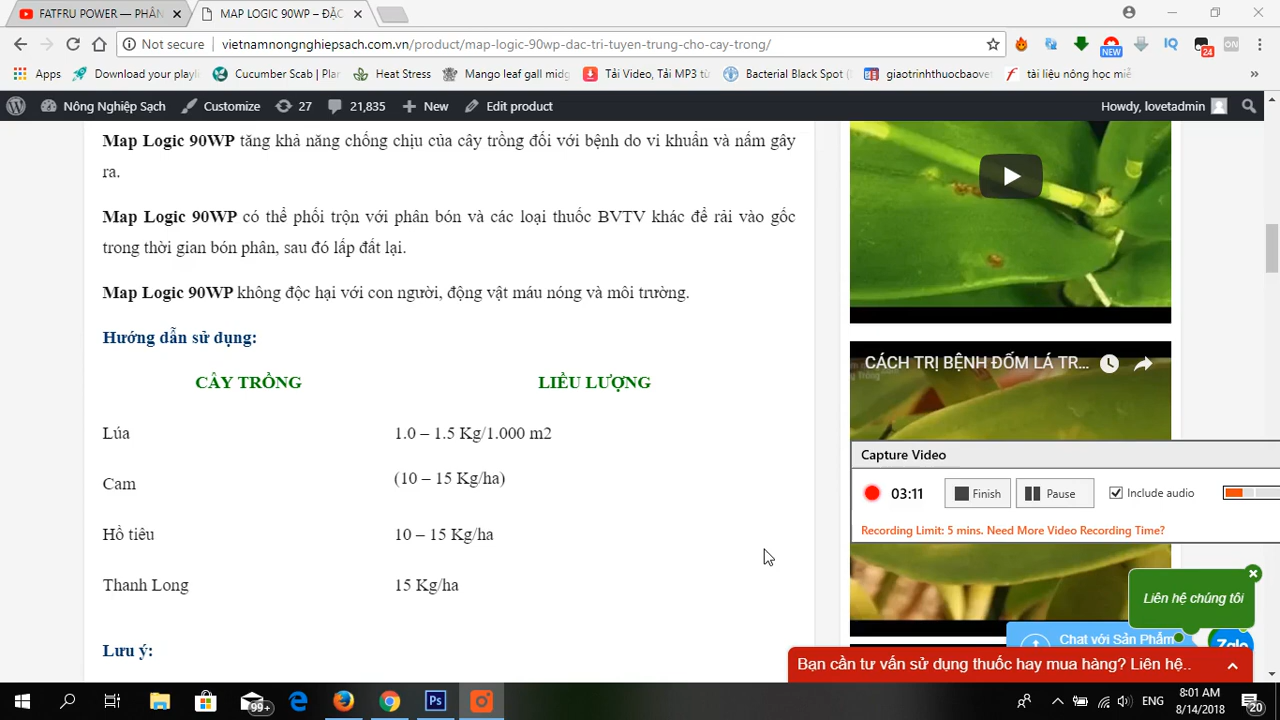 FATFRU POWER — PHÂN
MAP LOGIC 90WP – ĐẶC
Not secure
vietnamnongnghiepsach.com.vn/product/map-logic-90wp-dac-tri-tuyen-trung-cho-cay-trong/
NEW
IQ
24
ON
Apps
Download your playli
Cucumber Scab | Plan
Heat Stress
Mango leaf gall midg
Tải Video, Tải MP3 từ
Bacterial Black Spot (
giaotrinhthuocbaove
tài liệu nông học miễ
»
Nông Nghiệp Sạch
Customize
27
21,835
New
Edit product
Howdy, lovetadmin
Map Logic 90WP tăng khả năng chống chịu của cây trồng đối với bệnh do vi khuẩn và nấm gây
ra.
Map Logic 90WP có thể phối trộn với phân bón và các loại thuốc BVTV khác để rải vào gốc
trong thời gian bón phân, sau đó lấp đất lại.
Map Logic 90WP không độc hại với con người, động vật máu nóng và môi trường.
Hướng dẫn sử dụng:
CÂY TRỒNG LIỀU LƯỢNG
Lúa 1.0 – 1.5 Kg/1.000 m2
Cam (10 – 15 Kg/ha)
Hồ tiêu 10 – 15 Kg/ha
Thanh Long 15 Kg/ha
Lưu ý:
CÁCH TRỊ BỆNH ĐỐM LÁ TR...
Capture Video
03:11
Finish
Pause
Include audio
Recording Limit: 5 mins. Need More Video Recording Time?
Liên hệ chúng tôi
Chat với Sản Phẩm
Zalo
Bạn cần tư vấn sử dụng thuốc hay mua hàng? Liên hệ..
99+
Ps
ENG
8:01 AM
8/14/2018
20